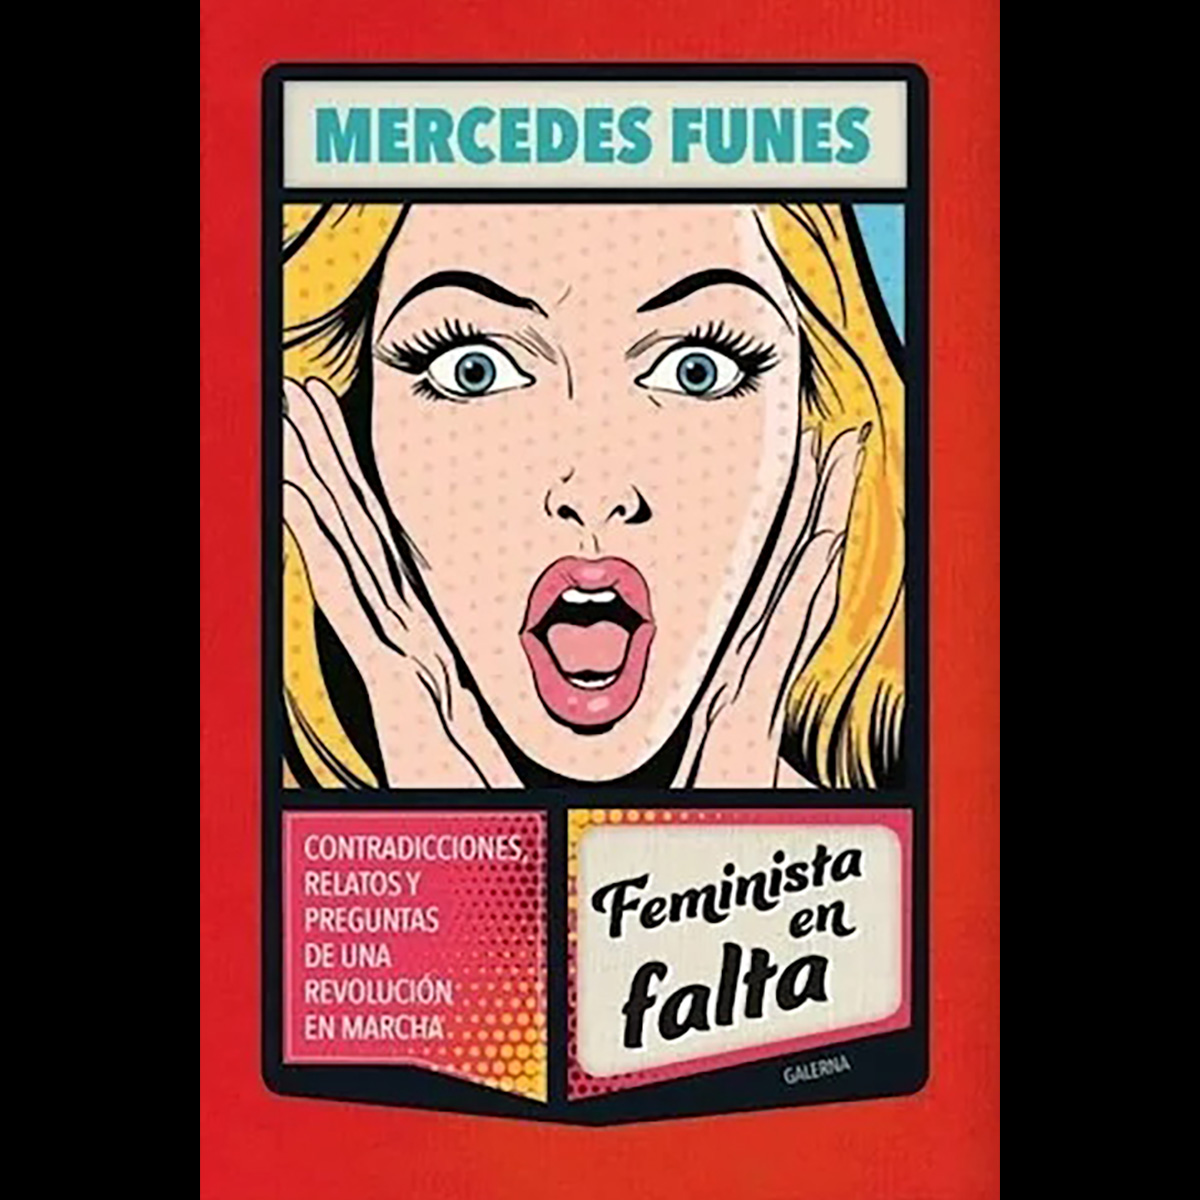 MERCEDES FUNES
CONTRADICCIONES,
RELATOS Y
PREGUNTAS
DE UNA
REVOLUCIÓN
EN MARCHA
Feminista
en
falta
GALERNA